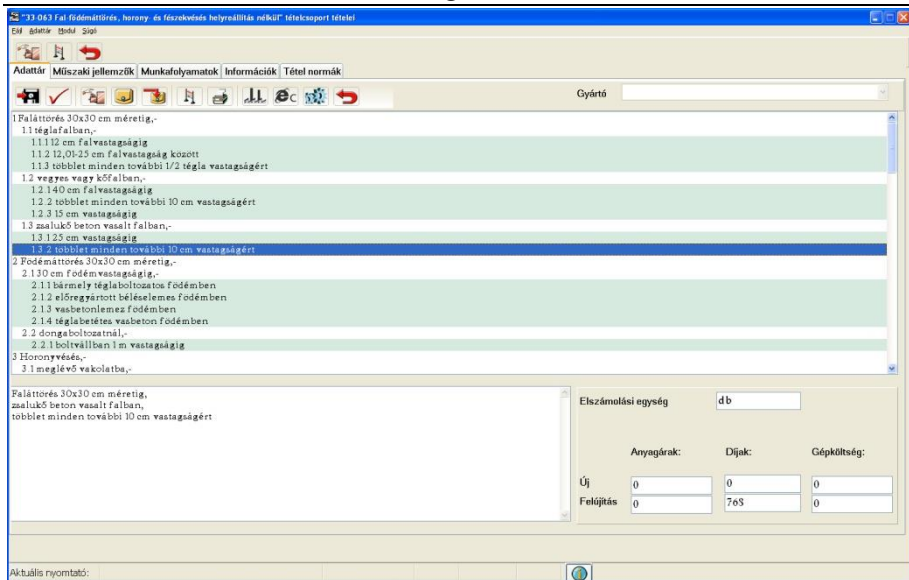 "33-063 Fal-födémáttörés, horony- és fészekvésés helyreállítás nélkül" tételcsoport tételei
Adattár Modul Súgó
Adattár Műszaki jellemzők Munkafolyamatok Információk Tétel normák
Gyártó
1 Faláttörés 30x30 cm méretig,-
1.1 téglafalban,-
1.1.1 12 cm falvastagságig
1.1.2 12,01-25 cm falvastagság között
1.1.3 többlet minden további 1/2 tégla vastagságért
1.2 vegyes vagy kőfalban,-
1.2.1 40 cm falvastagságig
1.2.2 többlet minden további 10 cm vastagságért
1.2.3 15 cm vastagságig
1.3 zsalukő beton vasalt falban,-
1.3.1 25 cm vastagságig
1.3.2 többlet minden további 10 cm vastagságért
2 Födémáttörés 30x30 cm méretig,-
2.1 30 cm födémvastagságig,-
2.1.1 bármely téglaboltozatos födémben
2.1.2 előregyártott béléselemes födémben
2.1.3 vasbetonlemez födémben
2.1.4 téglabetétes vasbeton födémben
2.2 dongaboltozatnál,-
2.2.1 boltvállban 1 m vastagságig
3 Horonyvésés,-
3.1 meglévő vakolatba,-
Faláttörés 30x30 cm méretig,
zsalukő beton vasalt falban,
többlet minden további 10 cm vastagságért
Elszámolási egység db
Anyagárak: Díjak: Gépköltség:
Új 0 0 0
Felújítás 0 768 0
Aktuális nyomtató: